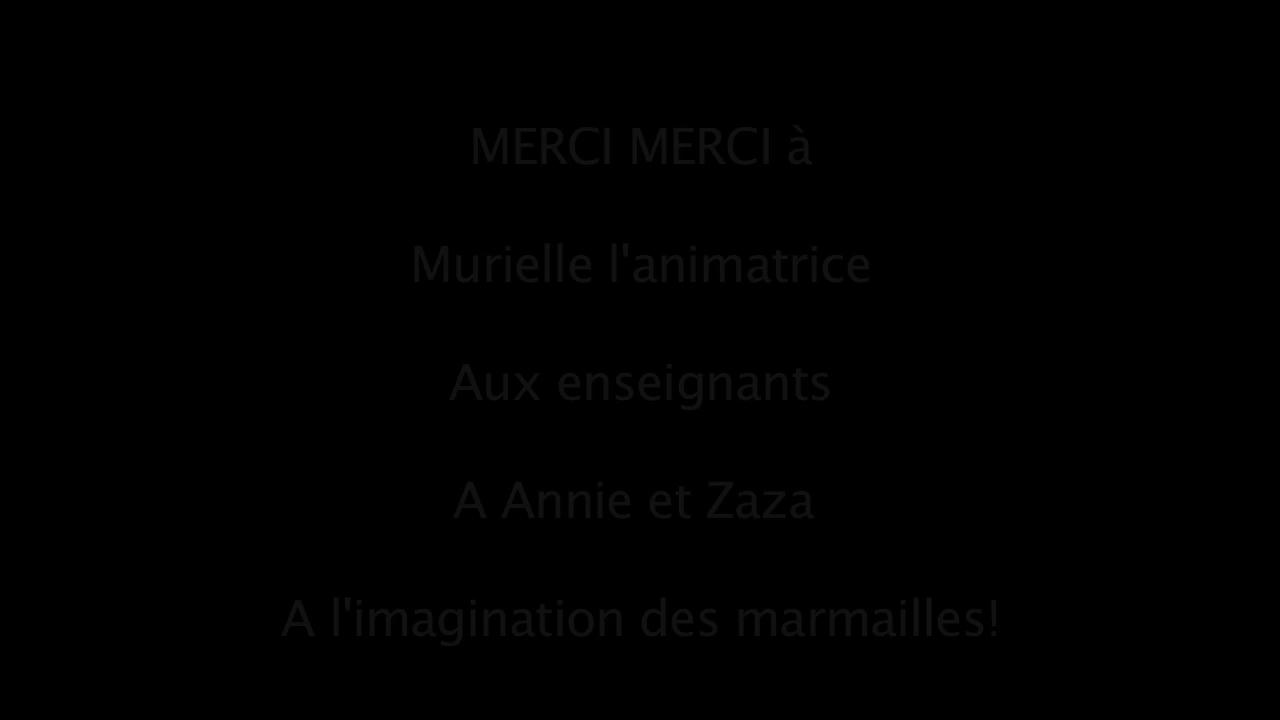 MERCI MERCI à
Murielle l'animatrice
Aux enseignants
A Annie et Zaza
A l'imagination des marmailles!